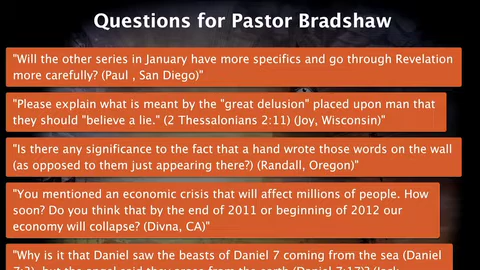 Questions for Pastor Bradshaw
"Will the other series in January have more specifics and go through Revelation
more carefully? (Paul , San Diego)"
"Please explain what is meant by the "great delusion" placed upon man that
they should "believe a lie." (2 Thessalonians 2:11) (Joy, Wisconsin)"
"Is there any significance to the fact that a hand wrote those words on the wall
(as opposed to them just appearing there?) (Randall, Oregon)"
"You mentioned an economic crisis that will affect millions of people. How
soon? Do you think that by the end of 2011 or beginning of 2012 our
economy will collapse? (Divna, CA)"
"Why is it that Daniel saw the beasts of Daniel 7 coming from the sea (Daniel